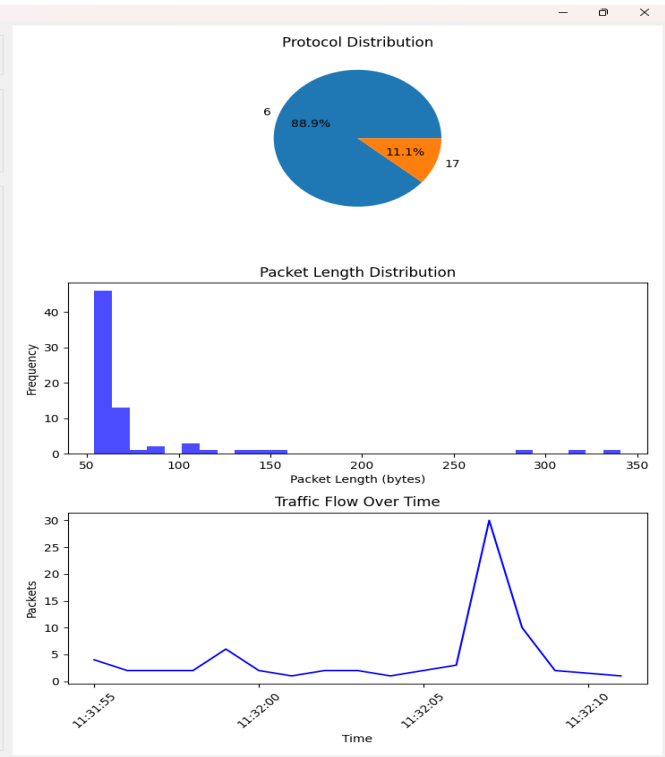 Protocol Distribution
6
88.9%
11.1%
17
Packet Length Distribution
Frequency
40
30
20
10
0
50 100 150 200 250 300 350
Packet Length (bytes)
Traffic Flow Over Time
Packets
30
25
20
15
10
5
0
11:31:55 11:32:00 11:32:05 11:32:10
Time